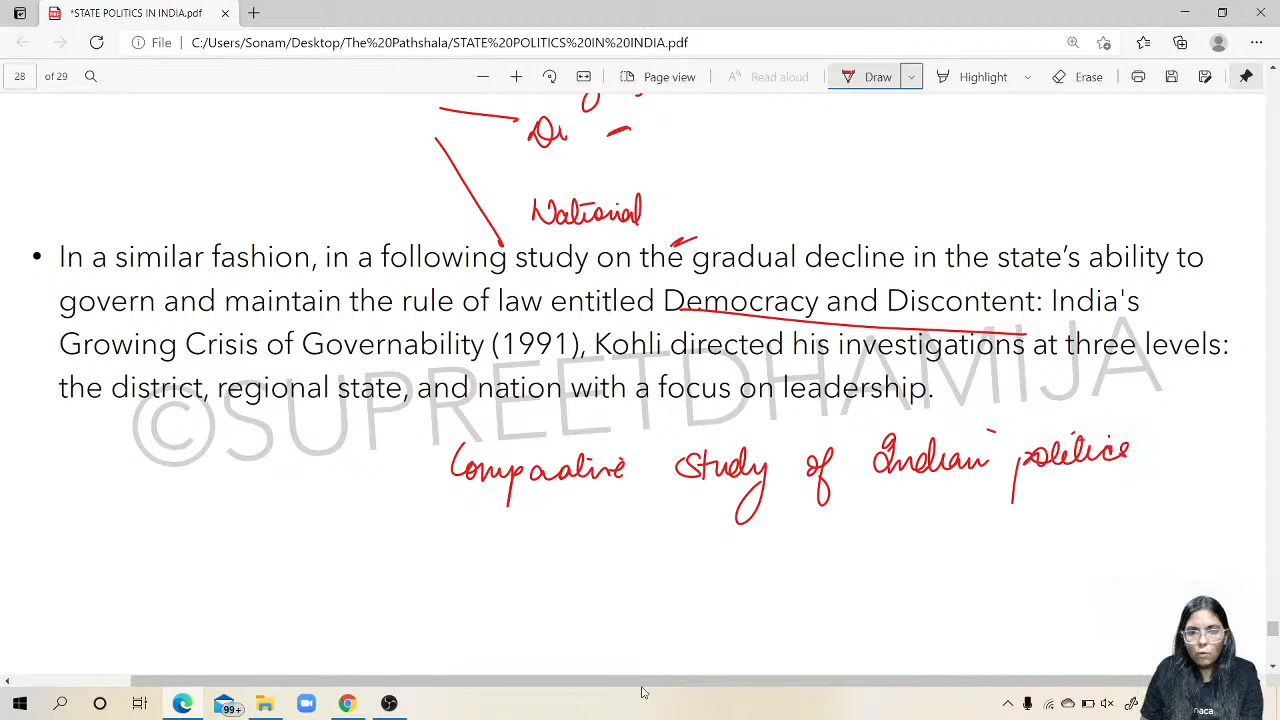 *STATE POLITICS IN INDIA.pdf
File C:/Users/Sonam/Desktop/The%20Pathshala/STATE%20POLITICS%20IN%20INDIA.pdf
28 of 29 Page view Read aloud Draw Highlight Erase
National
• In a similar fashion, in a following study on the gradual decline in the state's ability to
govern and maintain the rule of law entitled Democracy and Discontent: India's
Growing Crisis of Governability (1991), Kohli directed his investigations at three levels:
the district, regional state, and nation with a focus on leadership.
©SUPREETDHAMIJA
Comparative study of Indian politics
99+